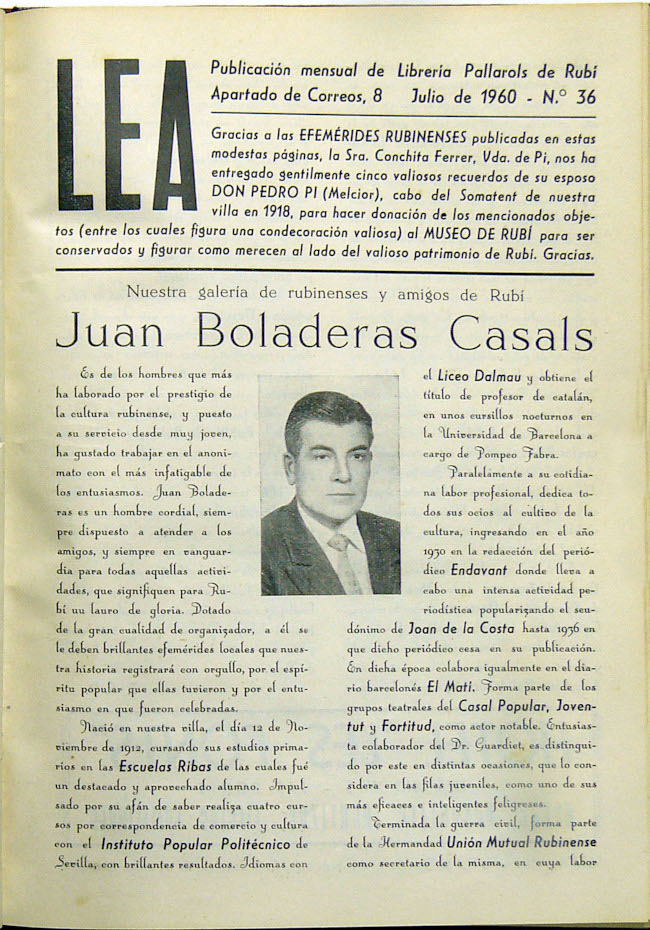 LEA
Publicación mensual de Librería Pallarols de Rubí
Apartado de Correos, 8 Julio de 1960 - N.° 36
Gracias a las EFEMÉRIDES RUBINENSES publicadas en estas
modestas páginas, la Sra. Conchita Ferrer, Vda. de Pi, nos ha
entregado gentilmente cinco valiosos recuerdos de su esposo
DON PEDRO PI (Melcior), cabo del Somatent de nuestra
villa en 1918, para hacer donación de los mencionados obje-
tos (entre los cuales figura una condecoración valiosa) al MUSEO DE RUBÍ para ser
conservados y figurar como merecen al lado del valioso patrimonio de Rubí. Gracias.
Nuestra galería de rubinenses y amigos de Rubí
Juan Boladeras Casals
Es de los hombres que más
ha laborado por el prestigio de
la cultura rubinense, y puesto
a su servicio desde muy joven,
ha gustado trabajar en el anoni-
mato con el más infatigable de
los entusiasmos. Juan Bolade-
ras es un hombre cordial, siem-
pre dispuesto a atender a los
amigos, y siempre en vanguar-
dia para todas aquellas activi-
dades, que signifiquen para Ru-
bí uu lauro de gloria. Dotado
de la gran cualidad de organizador, a él se
le deben brillantes efemérides locales que nues-
tra historia registrará con orgullo, por el espí-
ritu popular que ellas tuvieron y por el entu-
siasmo en que fueron celebradas.
Nació en nuestra villa, el día 12 de No-
viembre de 1912, cursando sus estudios prima-
rios en las Escuelas Ribas de las cuales fué
un destacado y aprovechado alumno. Impul-
sado por su afán de saber realiza cuatro cur-
sos por correspondencia de comercio y cultura
con el Instituto Popular Politécnico de
Sevilla, con brillantes resultados. Idiomas con
el Liceo Dalmau y obtiene el
título de profesor de catalán,
en unos cursillos nocturnos en
la Universidad de Barcelona a
cargo de Pompeo Fabra.
Paralelamente a su cotidia-
na labor profesional, dedica to-
dos sus ocios al cultivo de la
cultura, ingresando en el año
1930 en la redacción del perió-
dico Endavant donde lleva a
cabo una intensa actividad pe-
riodística popularizando el seu-
dónimo de Joan de la Costa hasta 1936 en
que dicho periódico cesa en su publicación.
En dicha época colabora igualmente en el dia-
rio barcelonés El Matí. Forma parte de los
grupos teatrales del Casal Popular, Joven-
tut y Fortitud, como actor notable. Entusias-
ta colaborador del Dr. Guardiet, es distingui-
do por este en distintas ocasiones, que lo con-
sidera en las filas juveniles, como uno de sus
más eficaces e inteligentes feligreses.
Terminada la guerra civil, forma parte
de la Hermandad Unión Mutual Rubinense
como secretario de la misma, en cuya labor